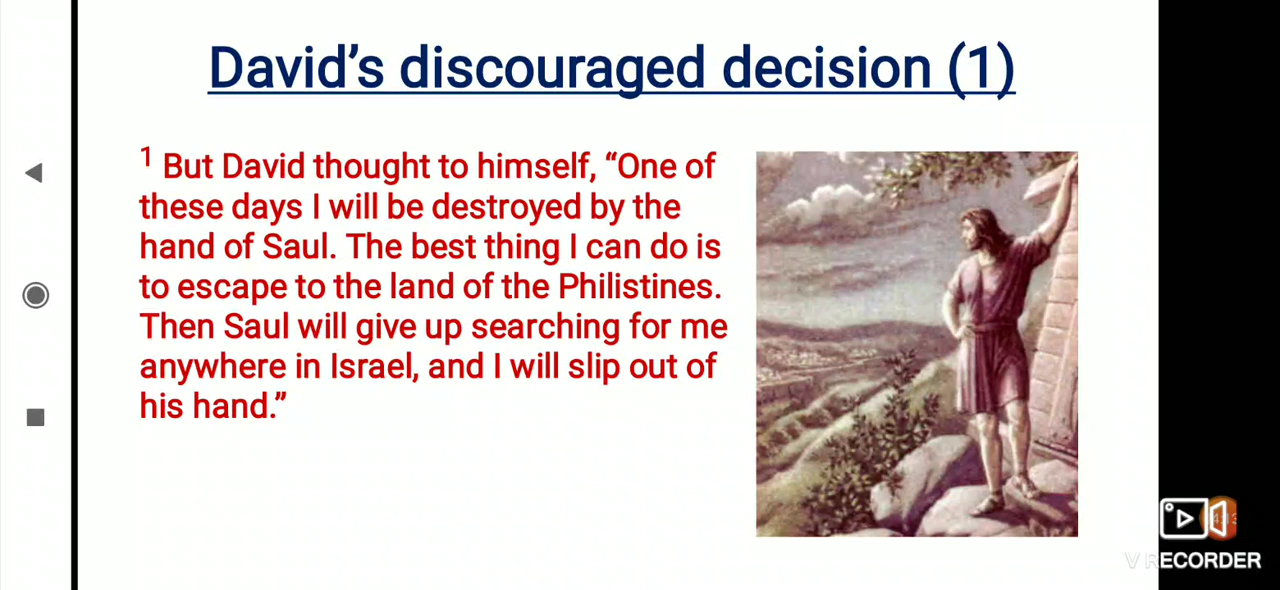 David’s discouraged decision (1)
1 But David thought to himself, “One of
these days I will be destroyed by the
hand of Saul. The best thing I can do is
to escape to the land of the Philistines.
Then Saul will give up searching for me
anywhere in Israel, and I will slip out of
his hand.”
V RECORDER